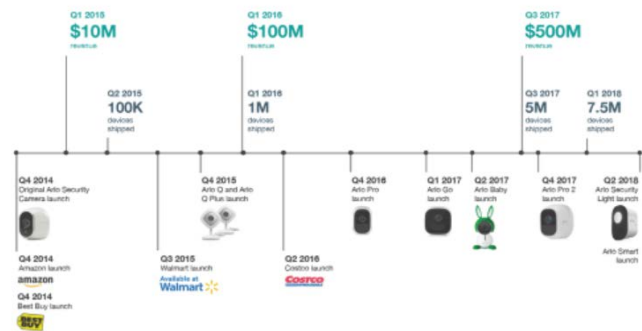 Q1 2015
$10M
revenue
Q1 2016
$100M
revenue
Q3 2017
$500M
revenue
Q2 2015
100K
devices
shipped
Q1 2016
1M
devices
shipped
Q3 2017
5M
devices
shipped
Q1 2018
7.5M
devices
shipped
Q4 2014
Original Arlo Security
Camera launch
Q4 2014
Amazon launch
amazon
Q4 2014
Best Buy launch
BEST
BUY
Q3 2015
Walmart launch
Available at
Walmart
Q4 2015
Arlo Q and Arlo
Q Plus launch
Q2 2016
Costco launch
COSTCO
Q4 2016
Arlo Pro
launch
Q1 2017
Arlo Go
launch
Q2 2017
Arlo Baby
launch
Q4 2017
Arlo Pro 2
launch
Q2 2018
Arlo Security
Light launch
Arlo Smart
launch